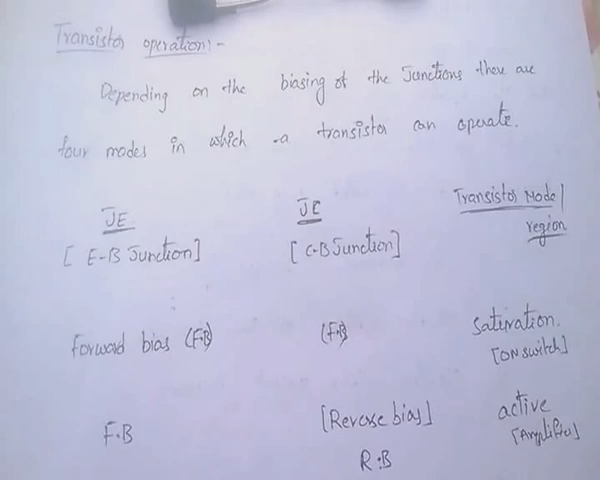 Transistor operation:-
Depending on the biasing of the Junctions there are
four modes in which a transistor can operate.
JE JC Transistor Mode/
[E-B Junction] [C-B Junction] region
Forward bias (F.B) (F.B) Saturation.
[ON switch]
F.B [Reverse bias] active
R.B [Amplifier]